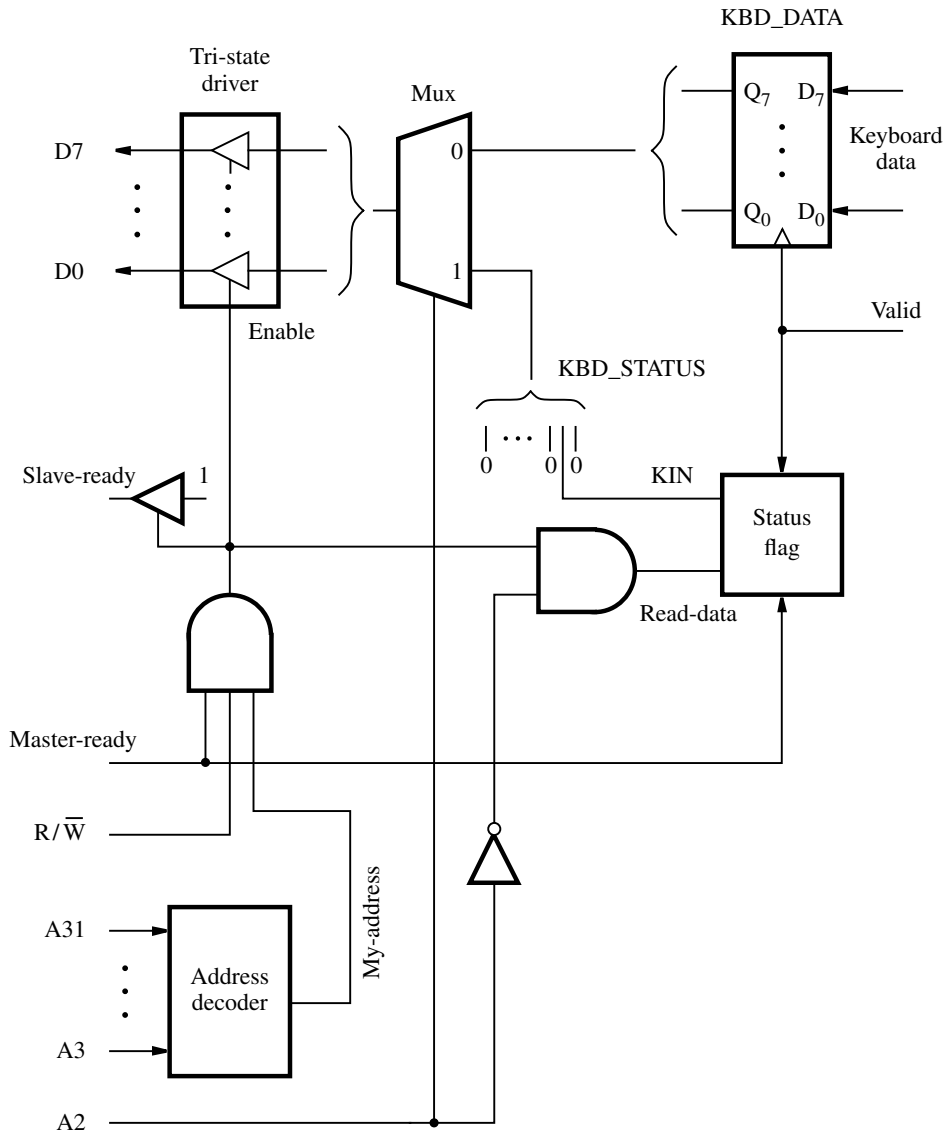 KBD_DATA
Tri-state
driver
Mux
Q7 D7
D7
0
Keyboard
data
Q0 D0
D0
1
Enable
Valid
KBD_STATUS
0 0 0
Slave-ready
1
KIN
Status
flag
Read-data
Master-ready
R/W̅
My-address
A31
Address
decoder
A3
A2